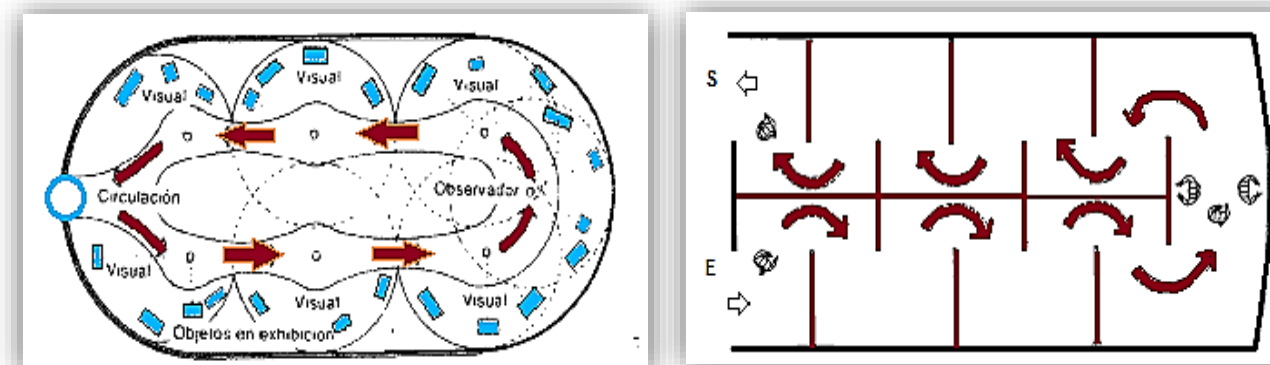 Visual
Visual
Visual
Circulación
Observador
Visual
Visual
Visual
Objetos en exhibición
S
E